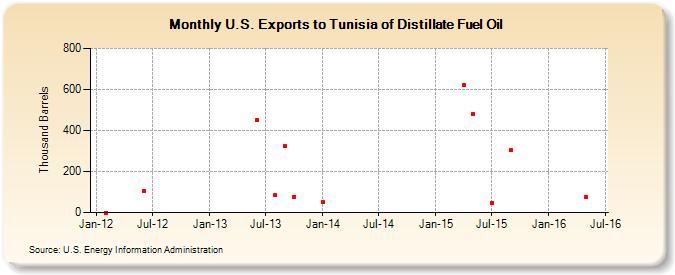 Monthly U.S. Exports to Tunisia of Distillate Fuel Oil
Thousand Barrels
800
600
400
200
0
Jan-12 Jul-12 Jan-13 Jul-13 Jan-14 Jul-14 Jan-15 Jul-15 Jan-16 Jul-16
Source: U.S. Energy Information Administration